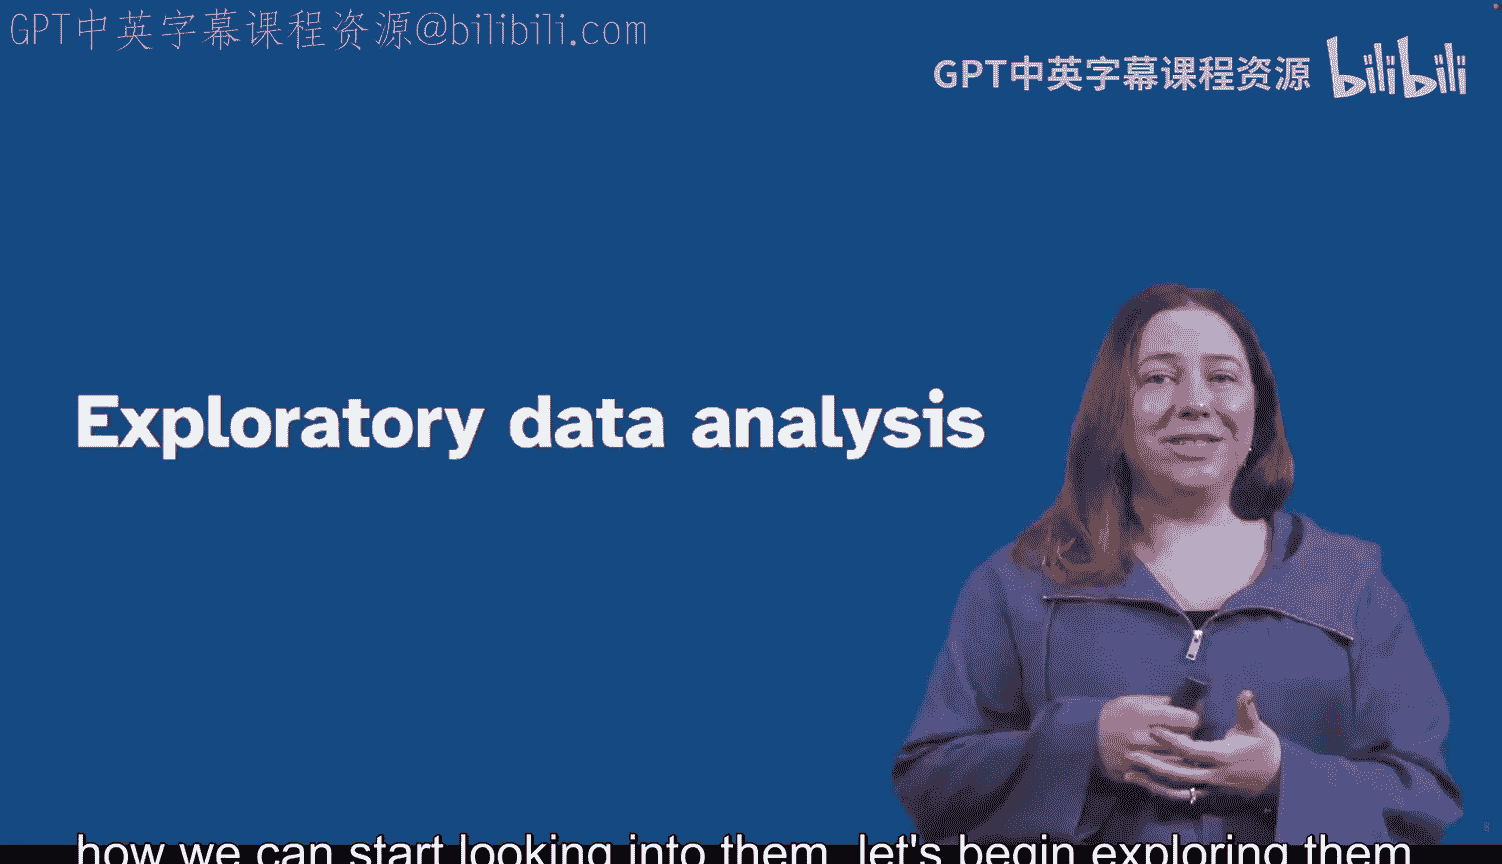 GPT中英字幕课程资源@bilibili.com
GPT中英字幕课程资源 bilibili
Exploratory data analysis
8
how we can start looking into them, let's begin exploring them